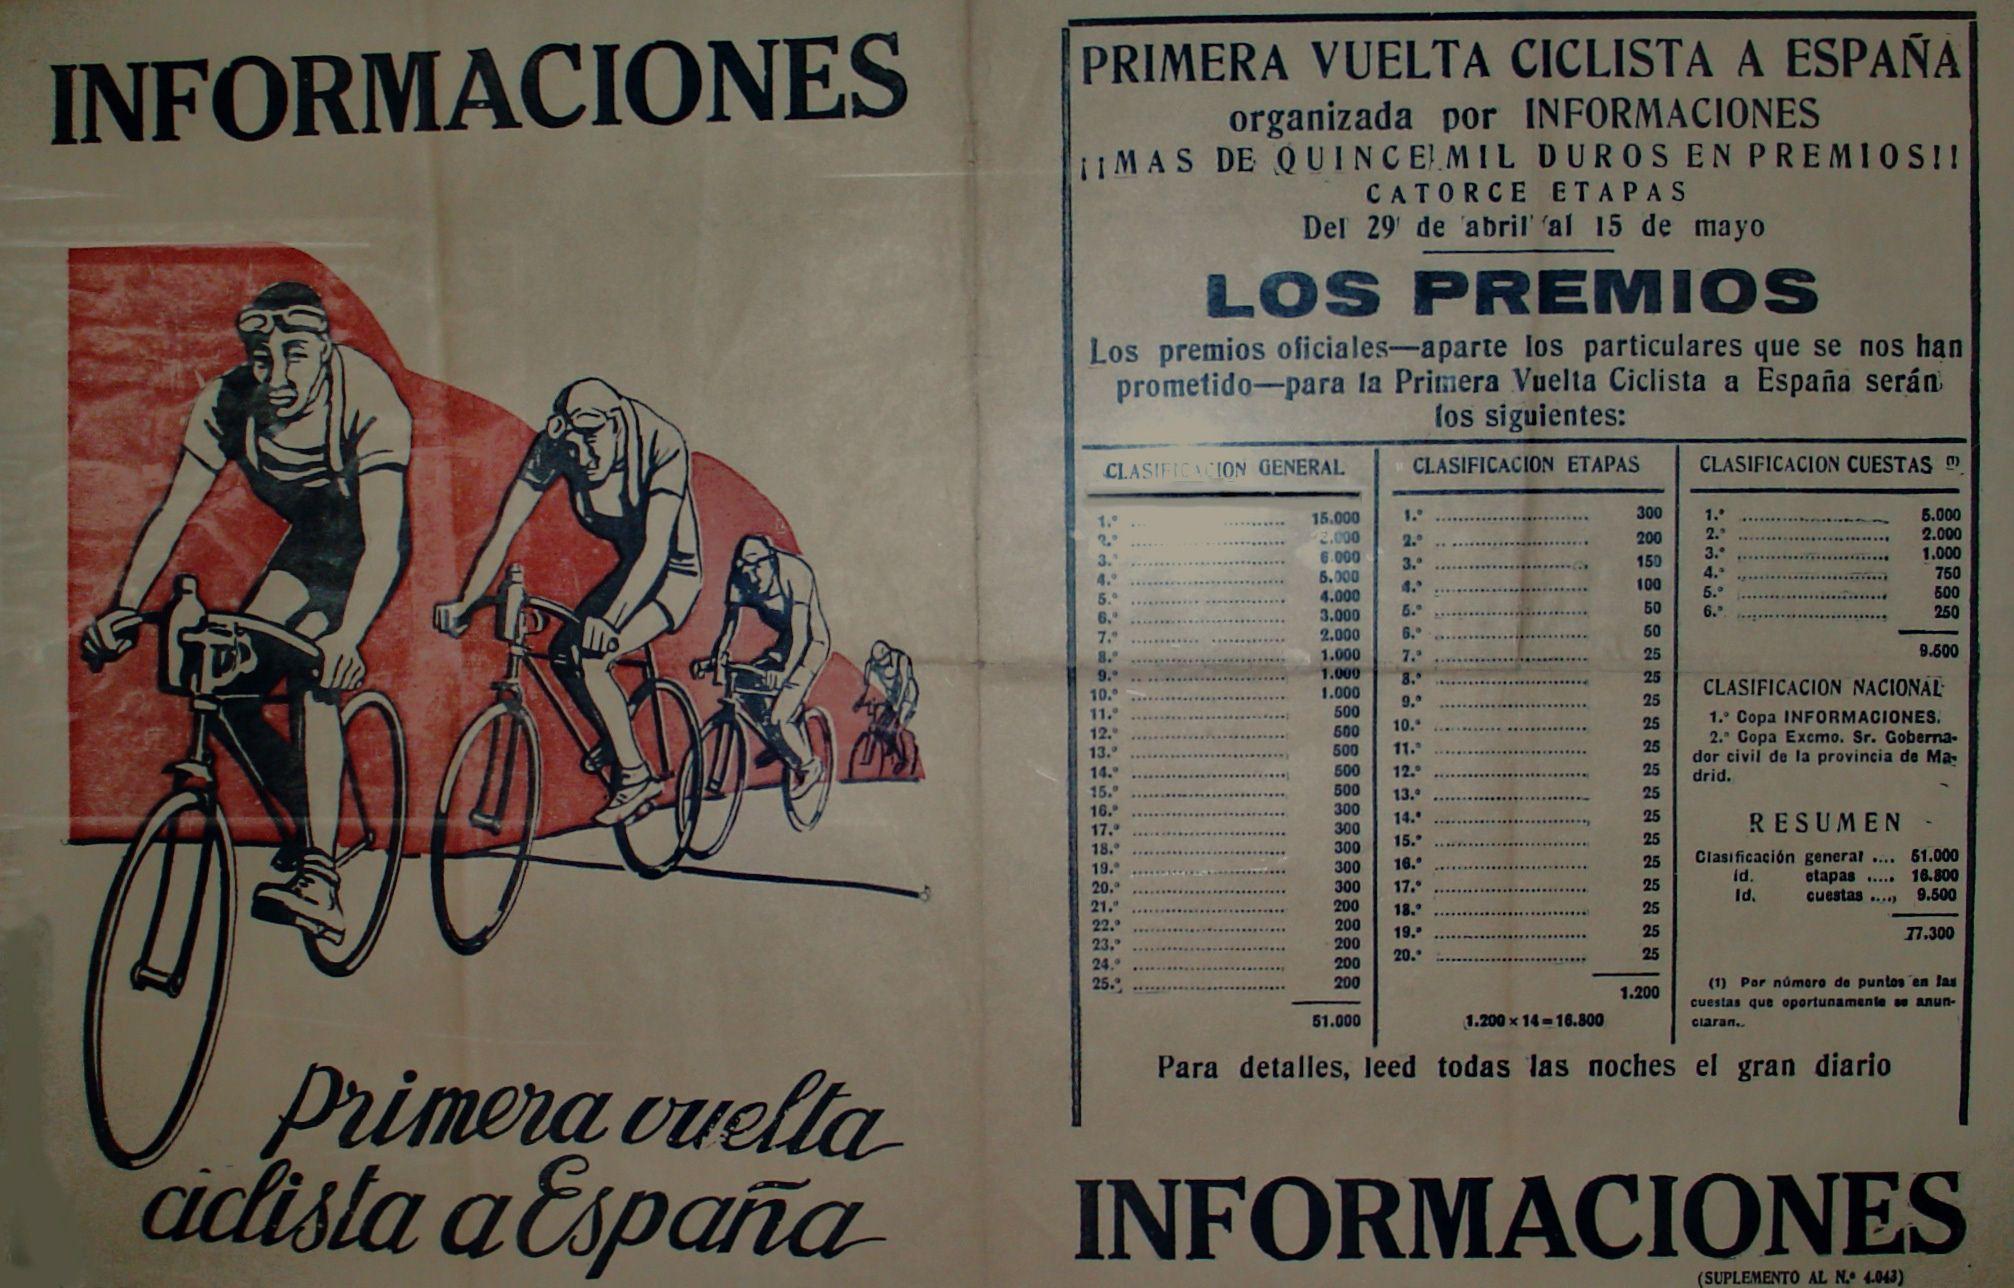 INFORMACIONES
Primera vuelta
ciclista a España
PRIMERA VUELTA CICLISTA A ESPAÑA
organizada por INFORMACIONES
¡¡MAS DE QUINCE MIL DUROS EN PREMIOS!!
CATORCE ETAPAS
Del 29 de abril al 15 de mayo
LOS PREMIOS
Los premios oficiales—aparte los particulares que se nos han
prometido—para la Primera Vuelta Ciclista a España serán
los siguientes:
CLASIFICACION GENERAL
1.º ........ 15.000
2.º ........
3.º ........ 6.000
4.º ........ 5.000
5.º ........ 4.000
6.º ........ 3.000
7.º ........ 2.000
8.º ........ 1.000
9.º ........ 1.000
10.º ........ 1.000
11.º ........ 500
12.º ........ 500
13.º ........ 500
14.º ........ 500
15.º ........ 500
16.º ........ 300
17.º ........ 300
18.º ........ 300
19.º ........ 300
20.º ........ 300
21.º ........ 200
22.º ........ 200
23.º ........ 200
24.º ........ 200
25.º ........ 200
51.000
CLASIFICACION ETAPAS
1.º ........ 300
2.º ........ 200
3.º ........ 150
4.º ........ 100
5.º ........ 50
6.º ........ 50
7.º ........ 25
8.º ........ 25
9.º ........ 25
10.º ........ 25
11.º ........ 25
12.º ........ 25
13.º ........ 25
14.º ........ 25
15.º ........ 25
16.º ........ 25
17.º ........ 25
18.º ........ 25
19.º ........ 25
20.º ........ 25
1.200
1.200 × 14 = 16.800
CLASIFICACION CUESTAS (1)
1.º ........ 5.000
2.º ........ 2.000
3.º ........ 1.000
4.º ........ 750
5.º ........ 500
6.º ........ 250
9.500
CLASIFICACION NACIONAL
1.º Copa INFORMACIONES.
2.º Copa Excmo. Sr. Goberna-
dor civil de la provincia de Ma-
drid.
RESUMEN
Clasificación general .... 51.000
Id. etapas ..... 16.800
Id. cuestas ...., 9.500
77.300
(1) Por número de puntos en las
cuestas que oportunamente se anun-
ciaran.
Para detalles, leed todas las noches el gran diario
INFORMACIONES
(SUPLEMENTO AL N.º 4.043)